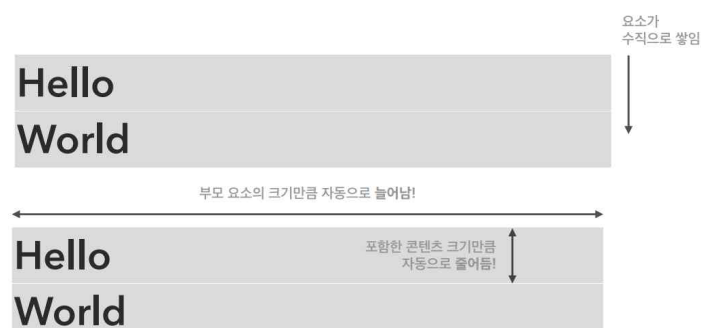 요소가
수직으로 쌓임
Hello
World
부모 요소의 크기만큼 자동으로 늘어남!
Hello
포함한 콘텐츠 크기만큼
자동으로 줄어듬!
World